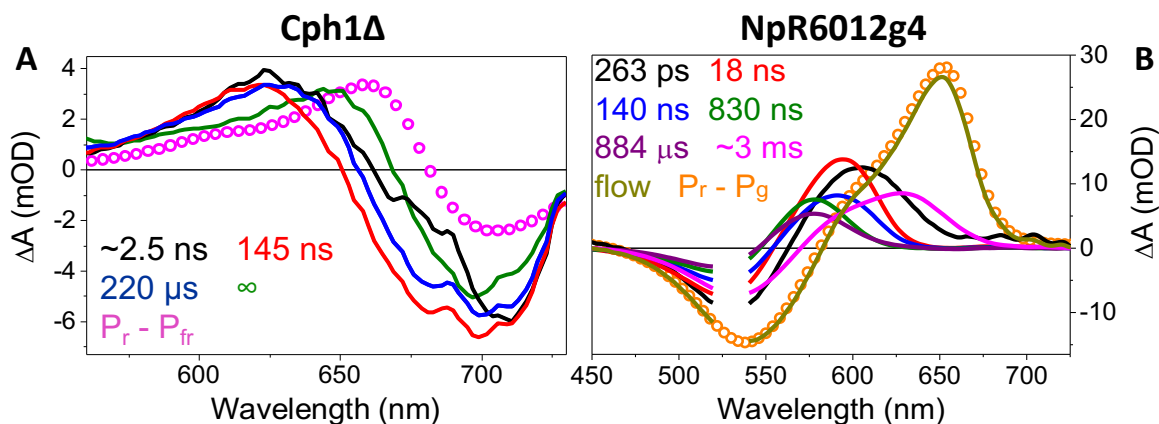 Cph1Δ
NpR6012g4
A
4
2
0
-2
-4
-6
ΔA (mOD)
~2.5 ns 145 ns
220 µs ∞
Pr - Pfr
600 650 700
Wavelength (nm)
B
263 ps 18 ns
140 ns 830 ns
884 μs ~3 ms
flow Pr - Pg
30
20
10
0
-10
ΔA (mOD)
450 500 550 600 650 700
Wavelength (nm)